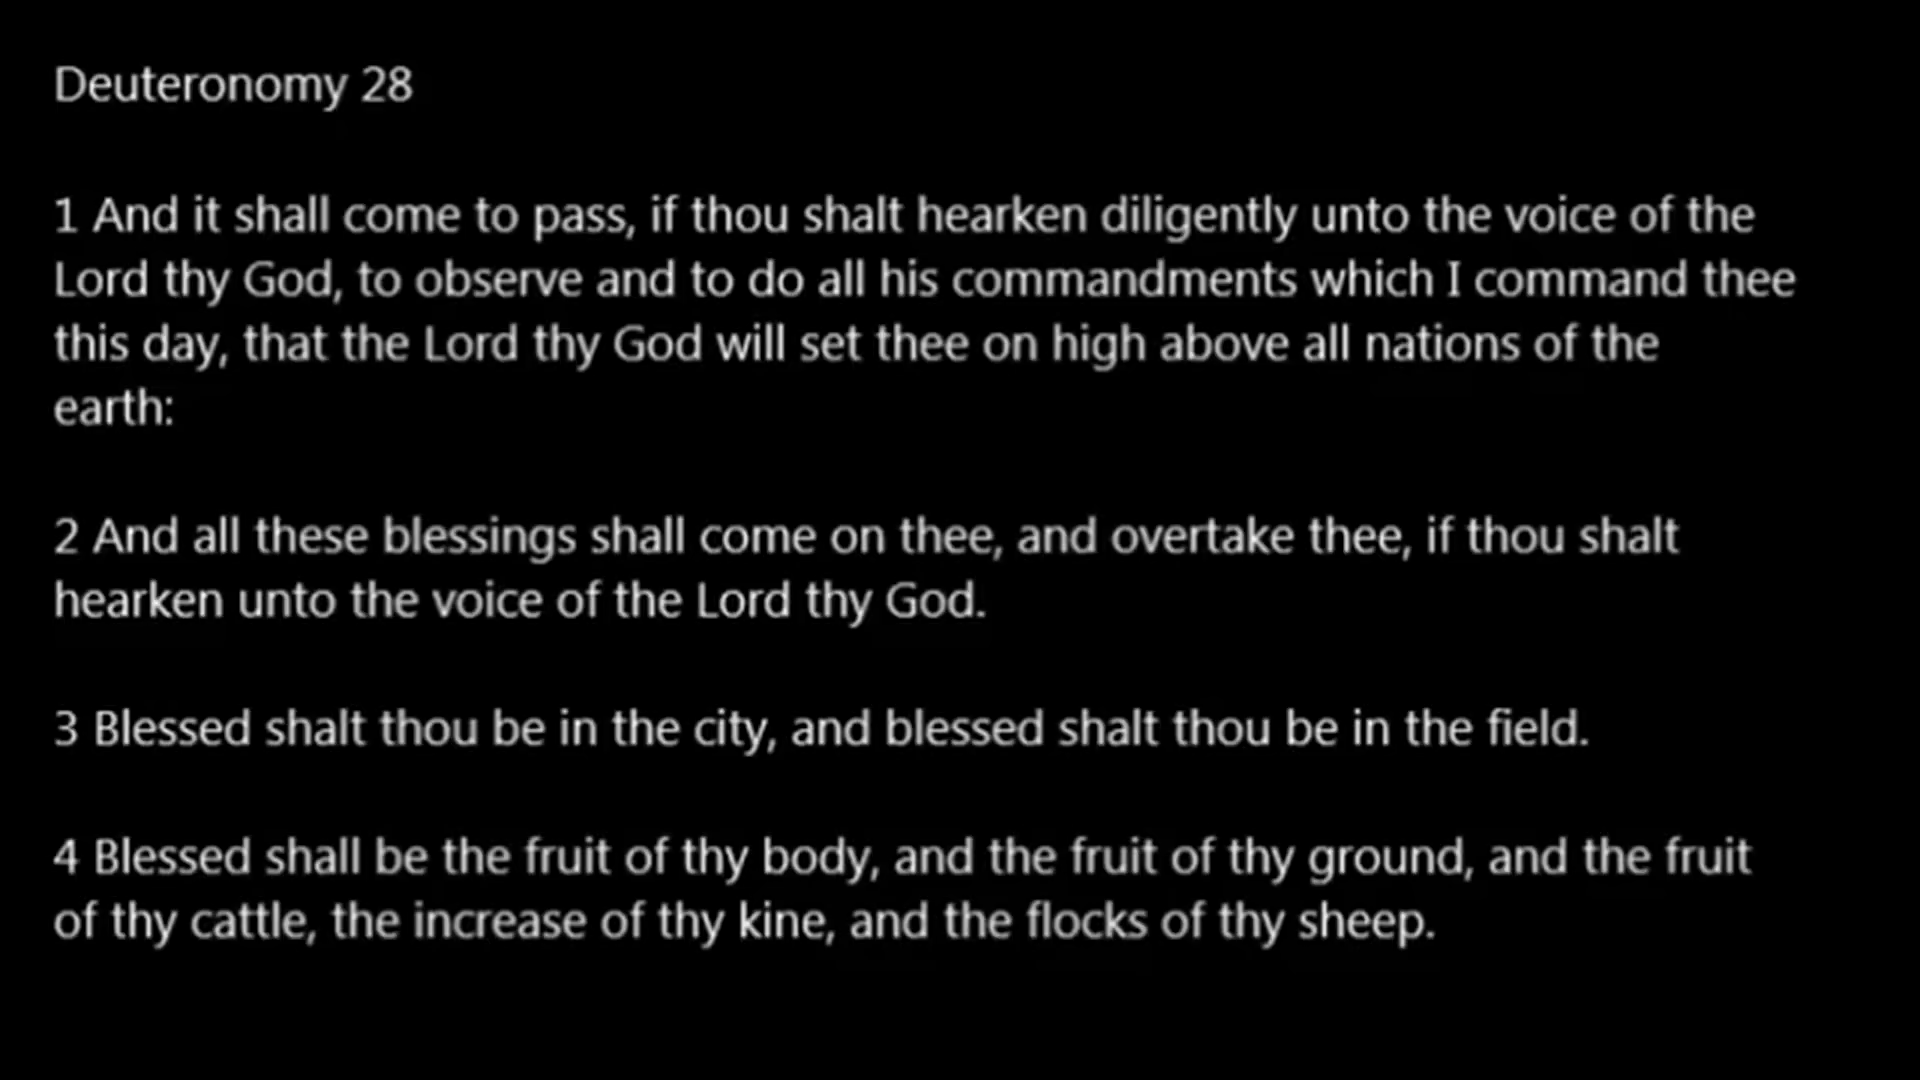 Deuteronomy 28
1 And it shall come to pass, if thou shalt hearken diligently unto the voice of the
Lord thy God, to observe and to do all his commandments which I command thee
this day, that the Lord thy God will set thee on high above all nations of the
earth:
2 And all these blessings shall come on thee, and overtake thee, if thou shalt
hearken unto the voice of the Lord thy God.
3 Blessed shalt thou be in the city, and blessed shalt thou be in the field.
4 Blessed shall be the fruit of thy body, and the fruit of thy ground, and the fruit
of thy cattle, the increase of thy kine, and the flocks of thy sheep.